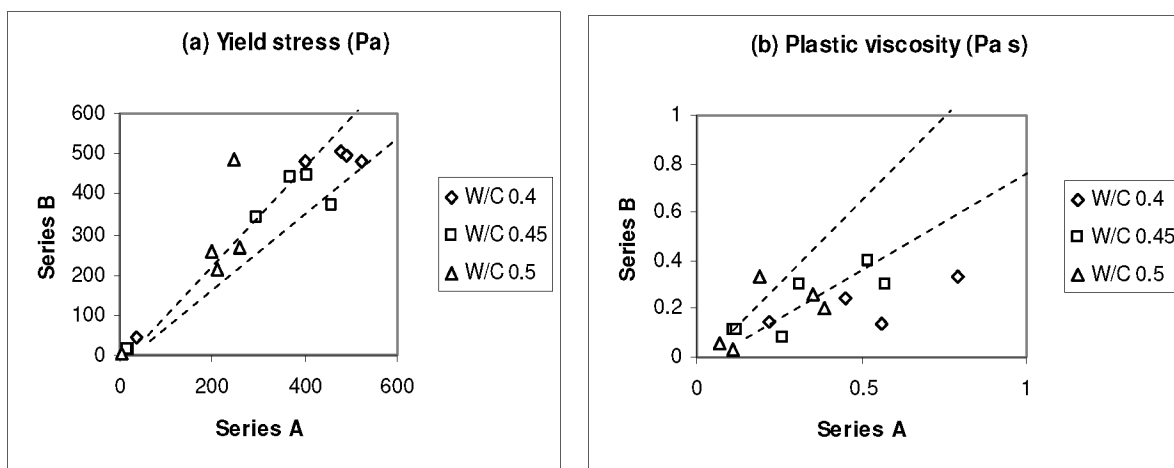 (a) Yield stress (Pa)
Series B
600
500
400
300
200
100
0
0 200 400 600
Series A
W/C 0.4
W/C 0.45
W/C 0.5
(b) Plastic viscosity (Pa s)
Series B
1
0.8
0.6
0.4
0.2
0
0 0.5 1
Series A
W/C 0.4
W/C 0.45
W/C 0.5